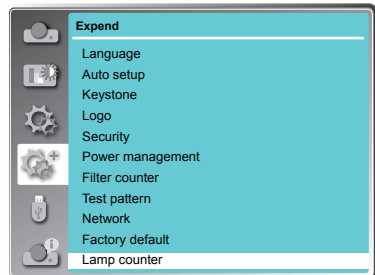 Expend
Language
Auto setup
Keystone
Logo
Security
Power management
Filter counter
Test pattern
Network
Factory default
Lamp counter